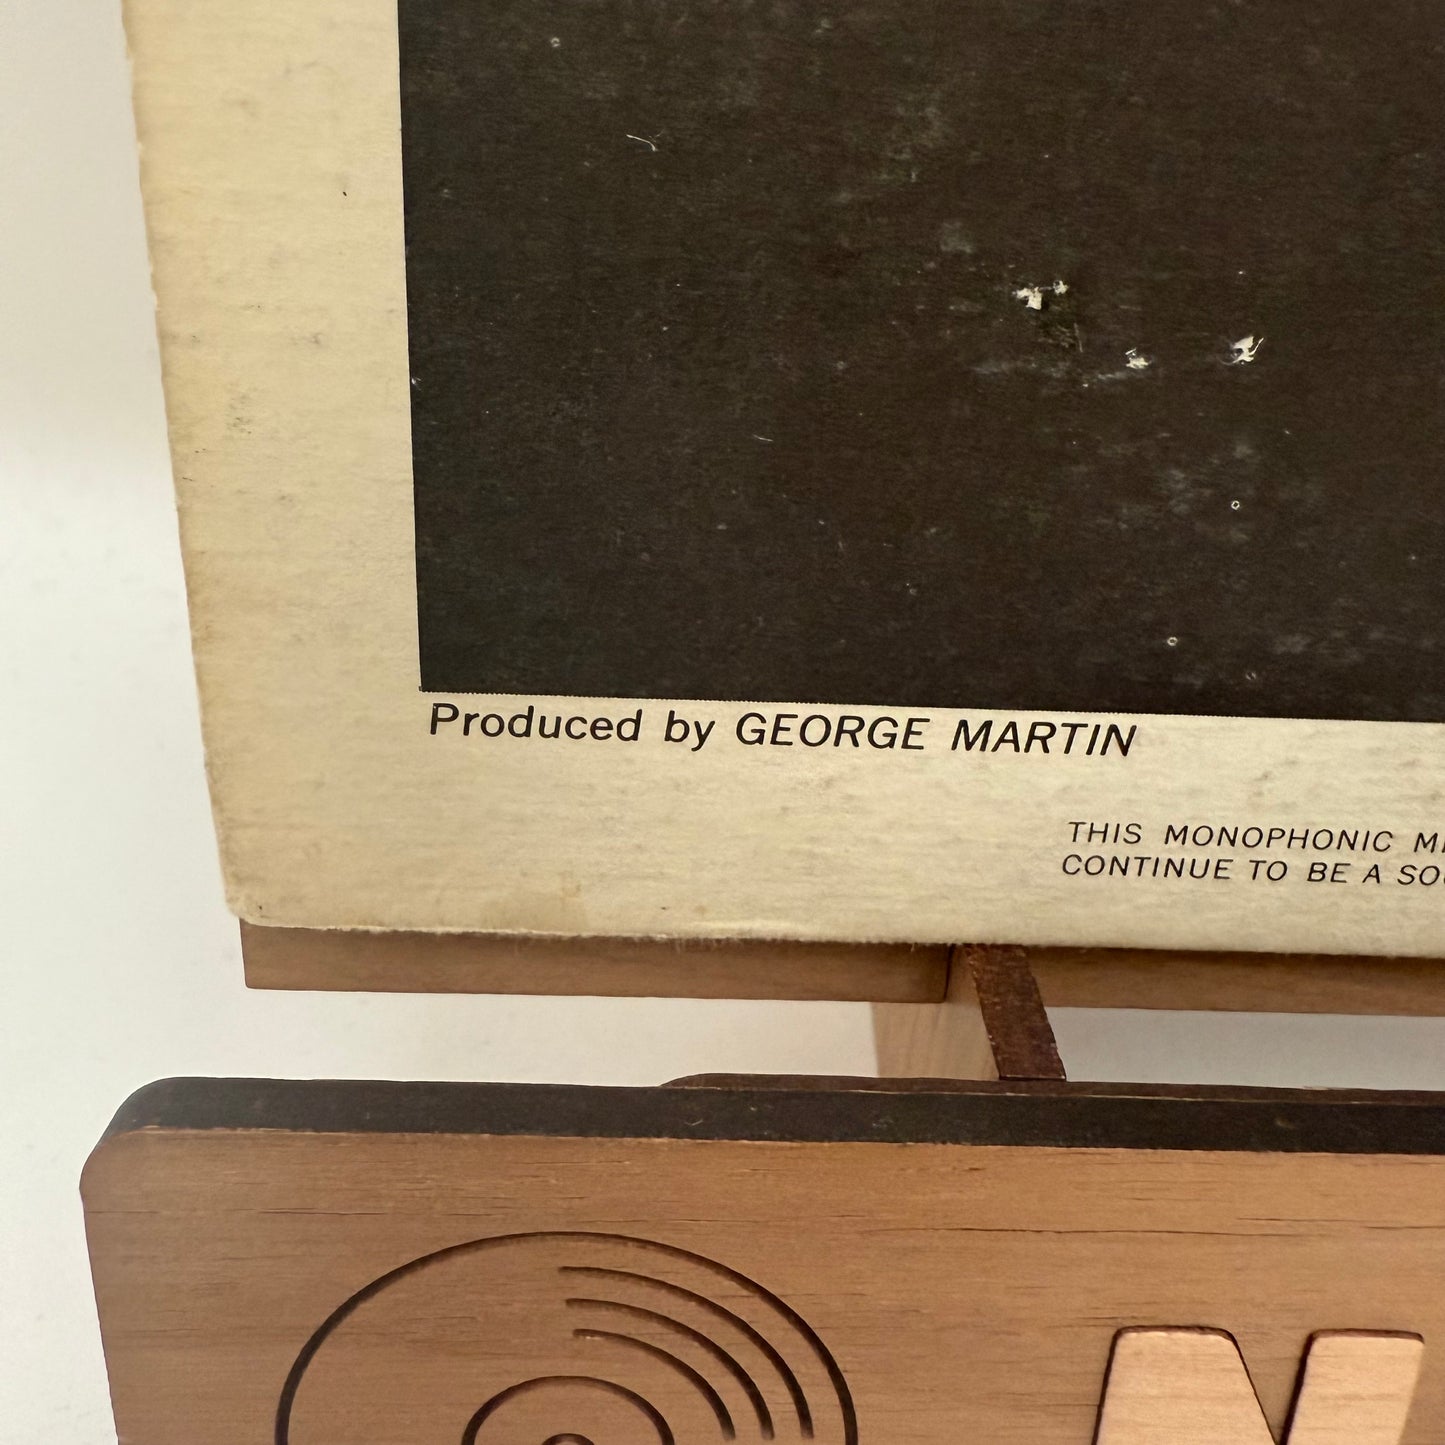 Produced by GEORGE MARTIN
THIS MONOPHONIC
CONTINUE TO BE A
N